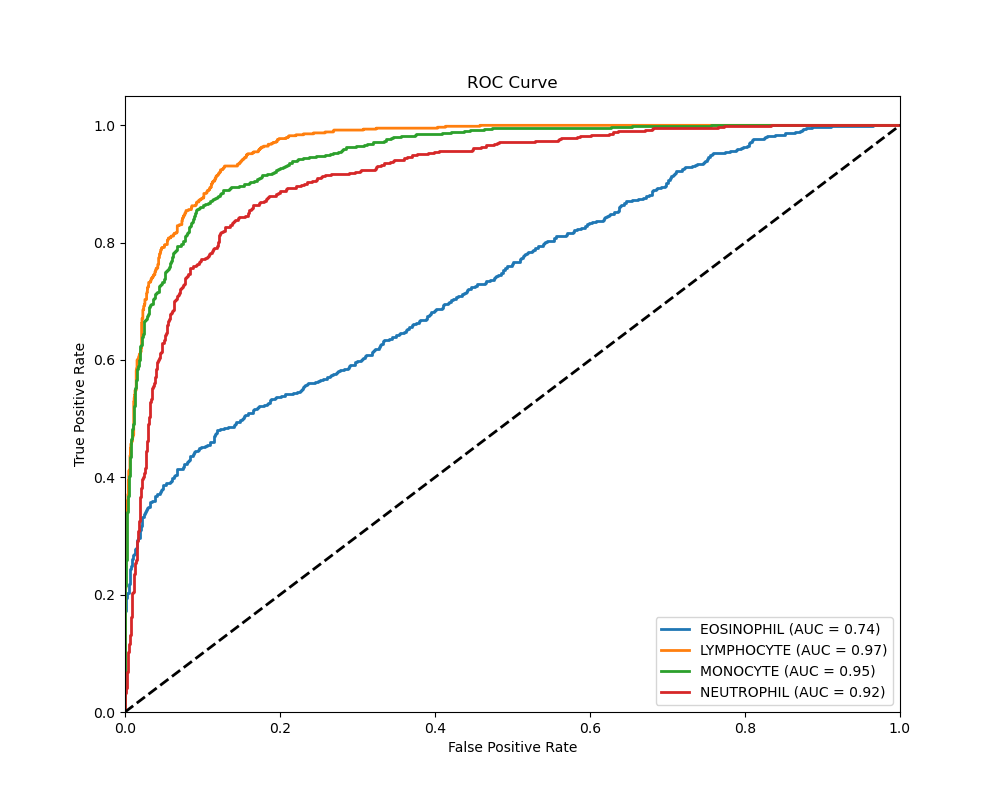 ROC Curve
1.0
0.8
0.6
0.4
0.2
0.0
True Positive Rate
0.0 0.2 0.4 0.6 0.8 1.0
False Positive Rate
EOSINOPHIL (AUC = 0.74)
LYMPHOCYTE (AUC = 0.97)
MONOCYTE (AUC = 0.95)
NEUTROPHIL (AUC = 0.92)